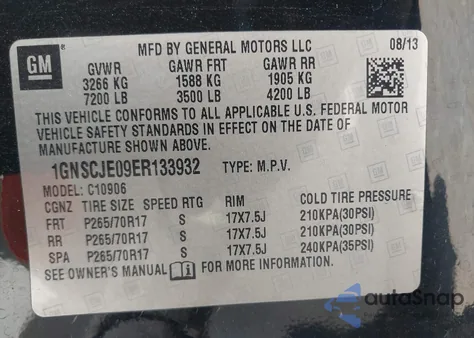 GM
MFD BY GENERAL MOTORS LLC 08/13
GVWR GAWR FRT GAWR RR
3266 KG 1588 KG 1905 KG
7200 LB 3500 LB 4200 LB
THIS VEHICLE CONFORMS TO ALL APPLICABLE U.S. FEDERAL MOTOR
VEHICLE SAFETY STANDARDS IN EFFECT ON THE DATE OF
MANUFACTURE SHOWN ABOVE.
1GNSCJE09ER133932 TYPE: M.P.V.
MODEL: C10906
CGNZ TIRE SIZE SPEED RTG RIM COLD TIRE PRESSURE
FRT P265/70R17 S 17X7.5J 210KPA(30PSI)
RR P265/70R17 S 17X7.5J 210KPA(30PSI)
SPA P265/70R17 S 17X7.5J 240KPA(35PSI)
SEE OWNER'S MANUAL FOR MORE INFORMATION.
autoSnap